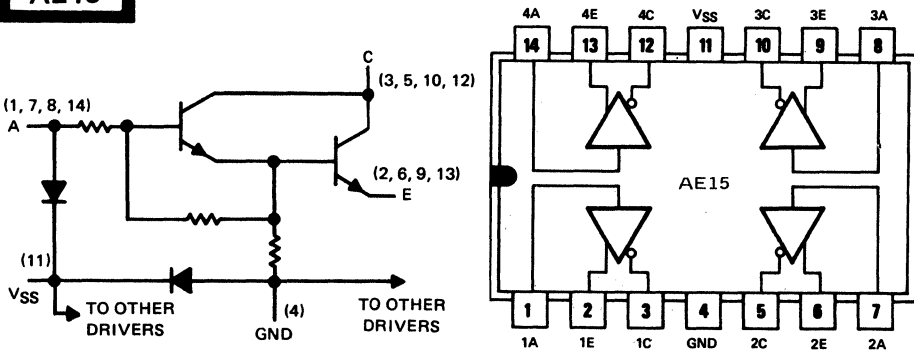 C
(3, 5, 10, 12)
(1, 7, 8, 14)
A
(2, 6, 9, 13)
E
(11)
VSS
TO OTHER
DRIVERS
(4)
GND
TO OTHER
DRIVERS
4A 4E 4C VSS 3C 3E 3A
14 13 12 11 10 9 8
AE15
1 2 3 4 5 6 7
1A 1E 1C GND 2C 2E 2A